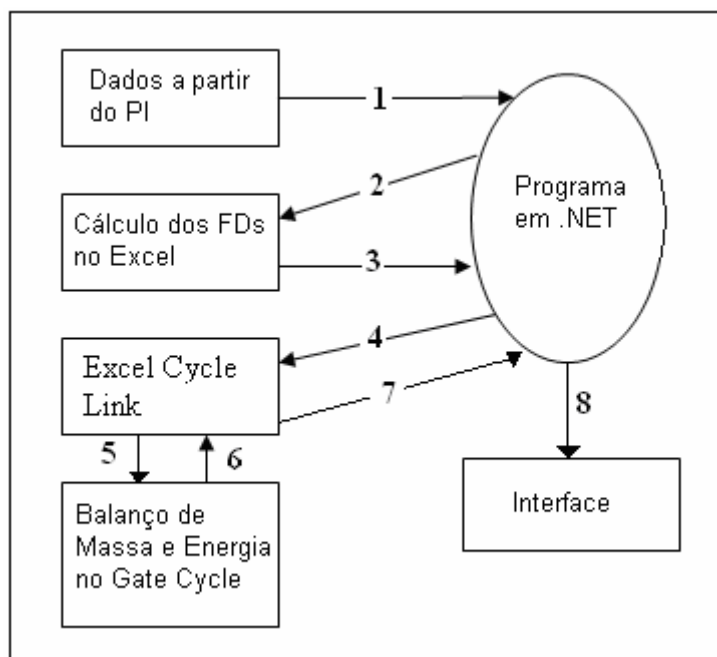 Dados a partir
do PI
1
Programa
em .NET
2
Cálculo dos FDs
no Excel
3
4
Excel Cycle
Link
7
8
5
6
Balanço de
Massa e Energia
no Gate Cycle
Interface